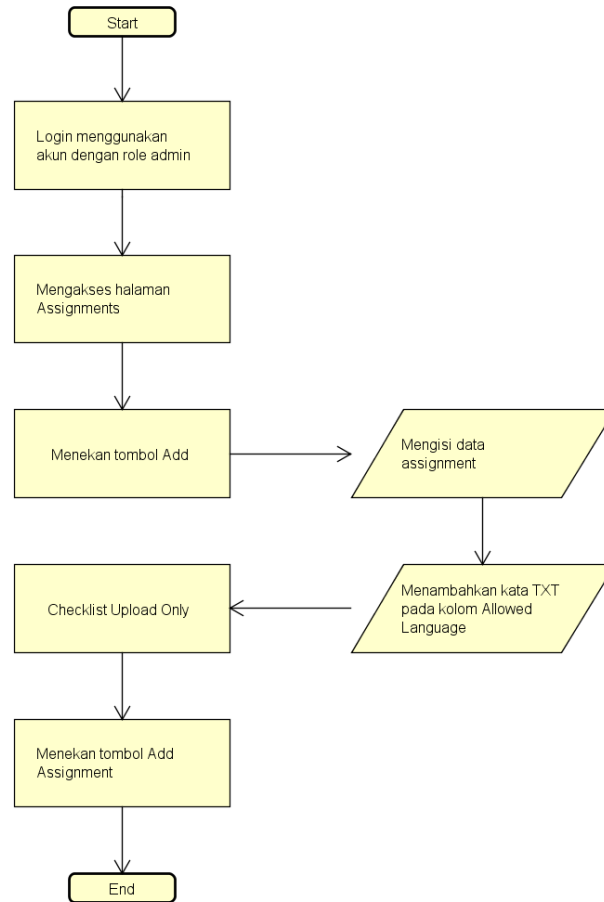 Start
Login menggunakan
akun dengan role admin
Mengakses halaman
Assignments
Menekan tombol Add
Mengisi data
assignment
Menambahkan kata TXT
pada kolom Allowed
Language
Checklist Upload Only
Menekan tombol Add
Assignment
End